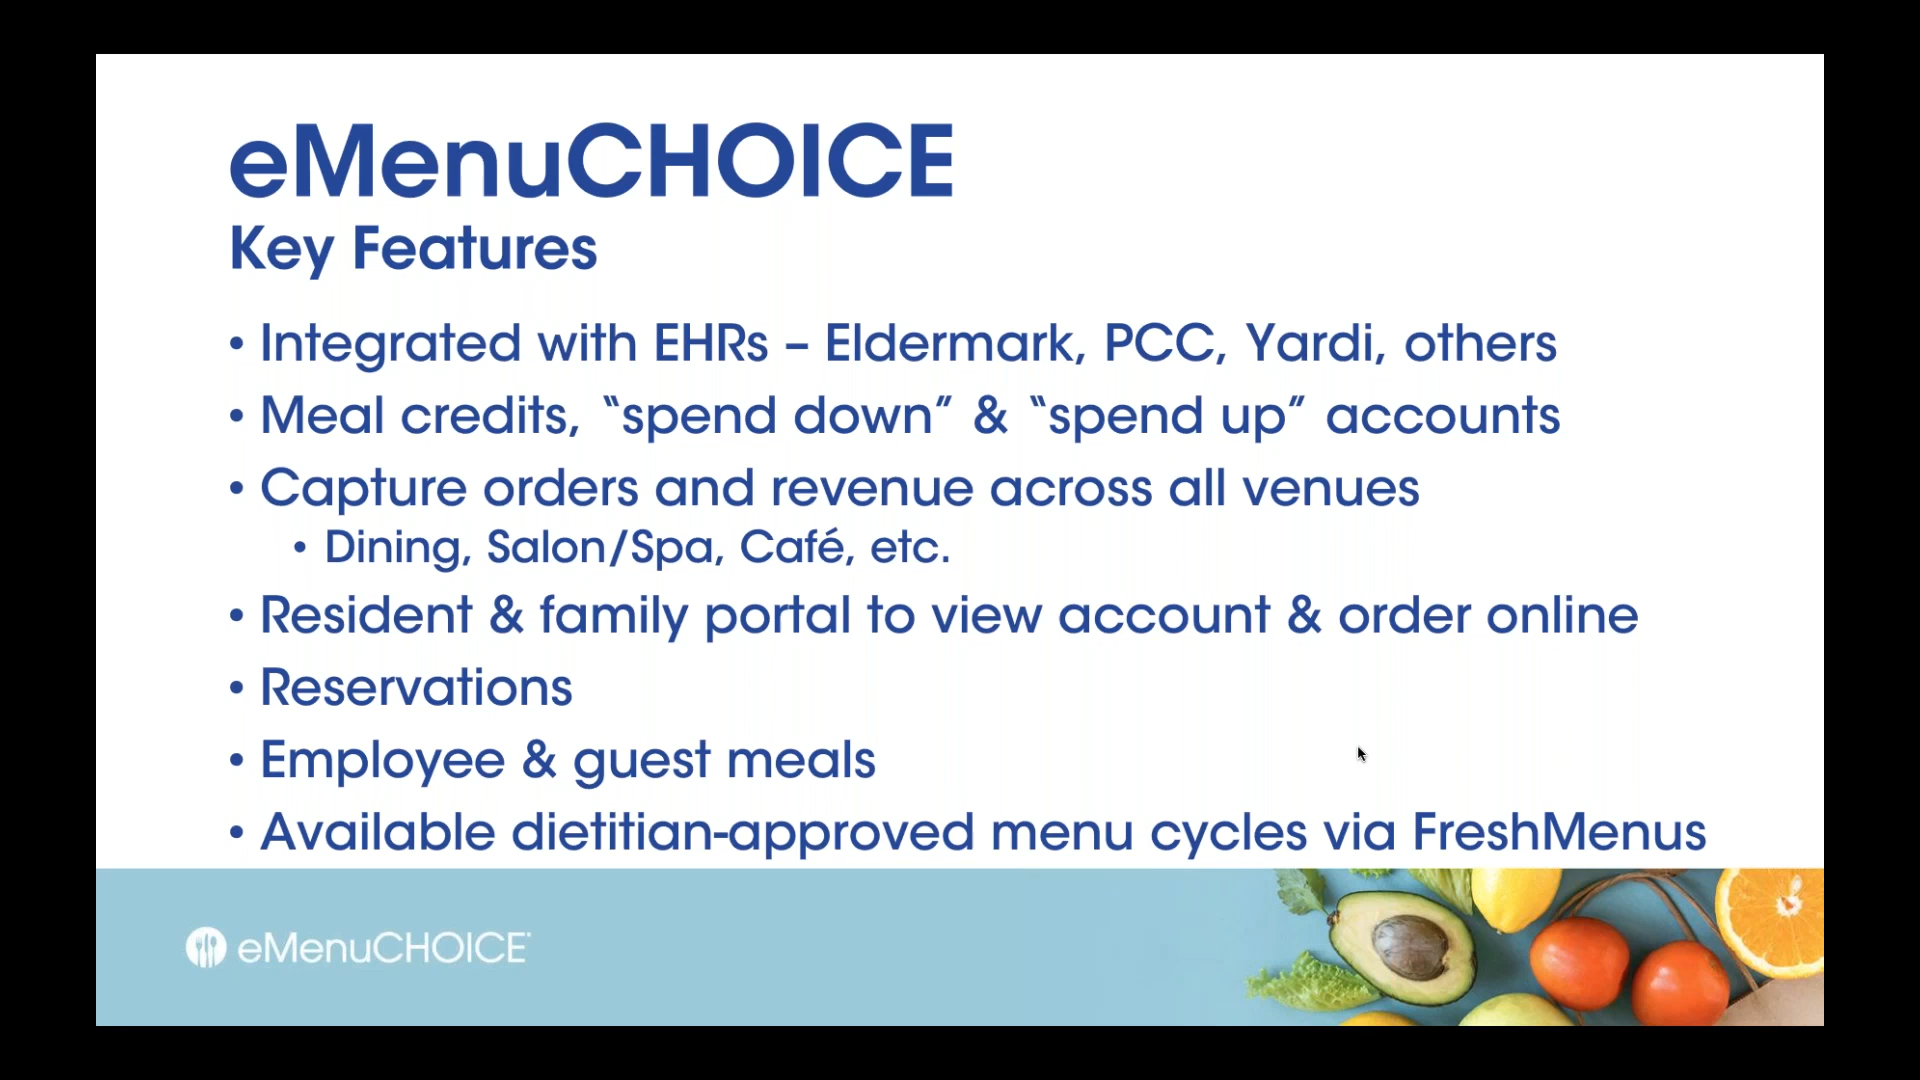 eMenuCHOICE
Key Features
• Integrated with EHRs – Eldermark, PCC, Yardi, others
• Meal credits, “spend down” & “spend up” accounts
• Capture orders and revenue across all venues
• Dining, Salon/Spa, Café, etc.
• Resident & family portal to view account & order online
• Reservations
• Employee & guest meals
• Available dietitian-approved menu cycles via FreshMenus
eMenuCHOICE